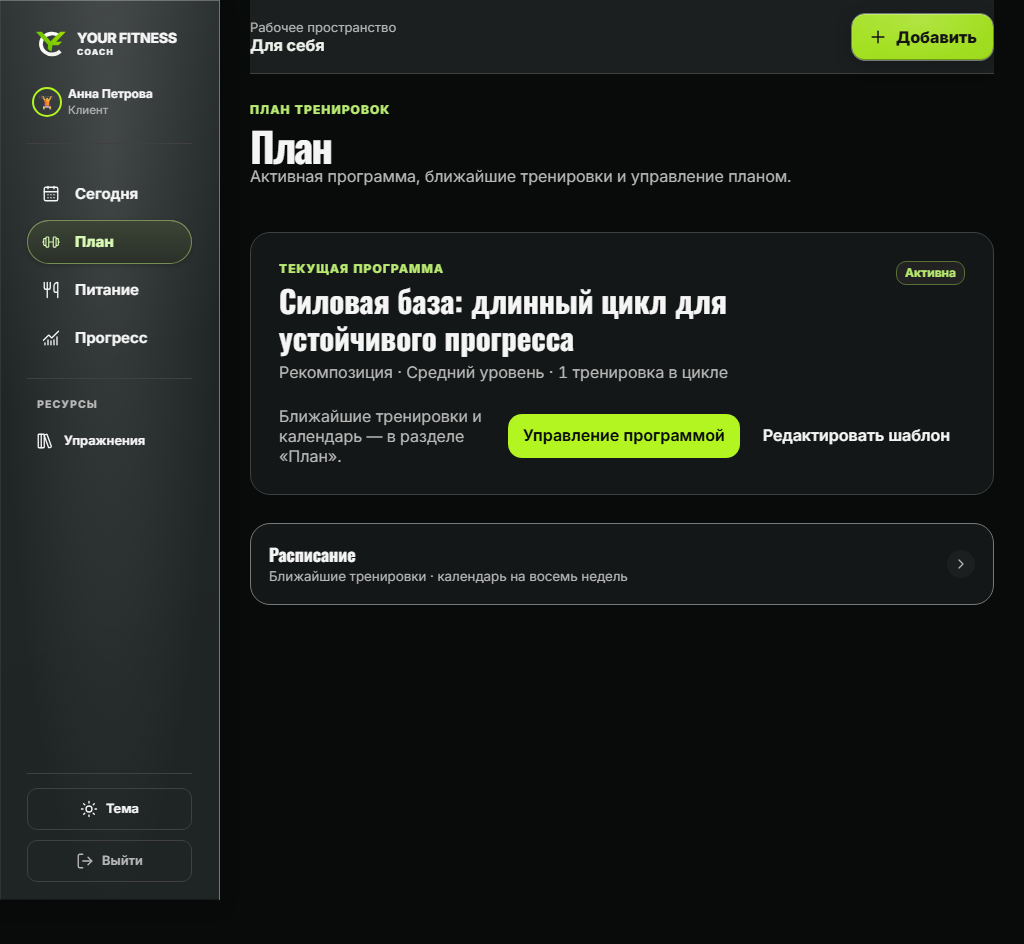 YOUR FITNESS
COACH
Анна Петрова
Клиент
Сегодня
План
Питание
Прогресс
РЕСУРСЫ
Упражнения
Тема
Выйти
Рабочее пространство
Для себя
Добавить
ПЛАН ТРЕНИРОВОК
План
Активная программа, ближайшие тренировки и управление планом.
ТЕКУЩАЯ ПРОГРАММА
Активна
Силовая база: длинный цикл для
устойчивого прогресса
Рекомпозиция · Средний уровень · 1 тренировка в цикле
Ближайшие тренировки и
календарь — в разделе
«План».
Управление программой
Редактировать шаблон
Расписание
Ближайшие тренировки · календарь на восемь недель